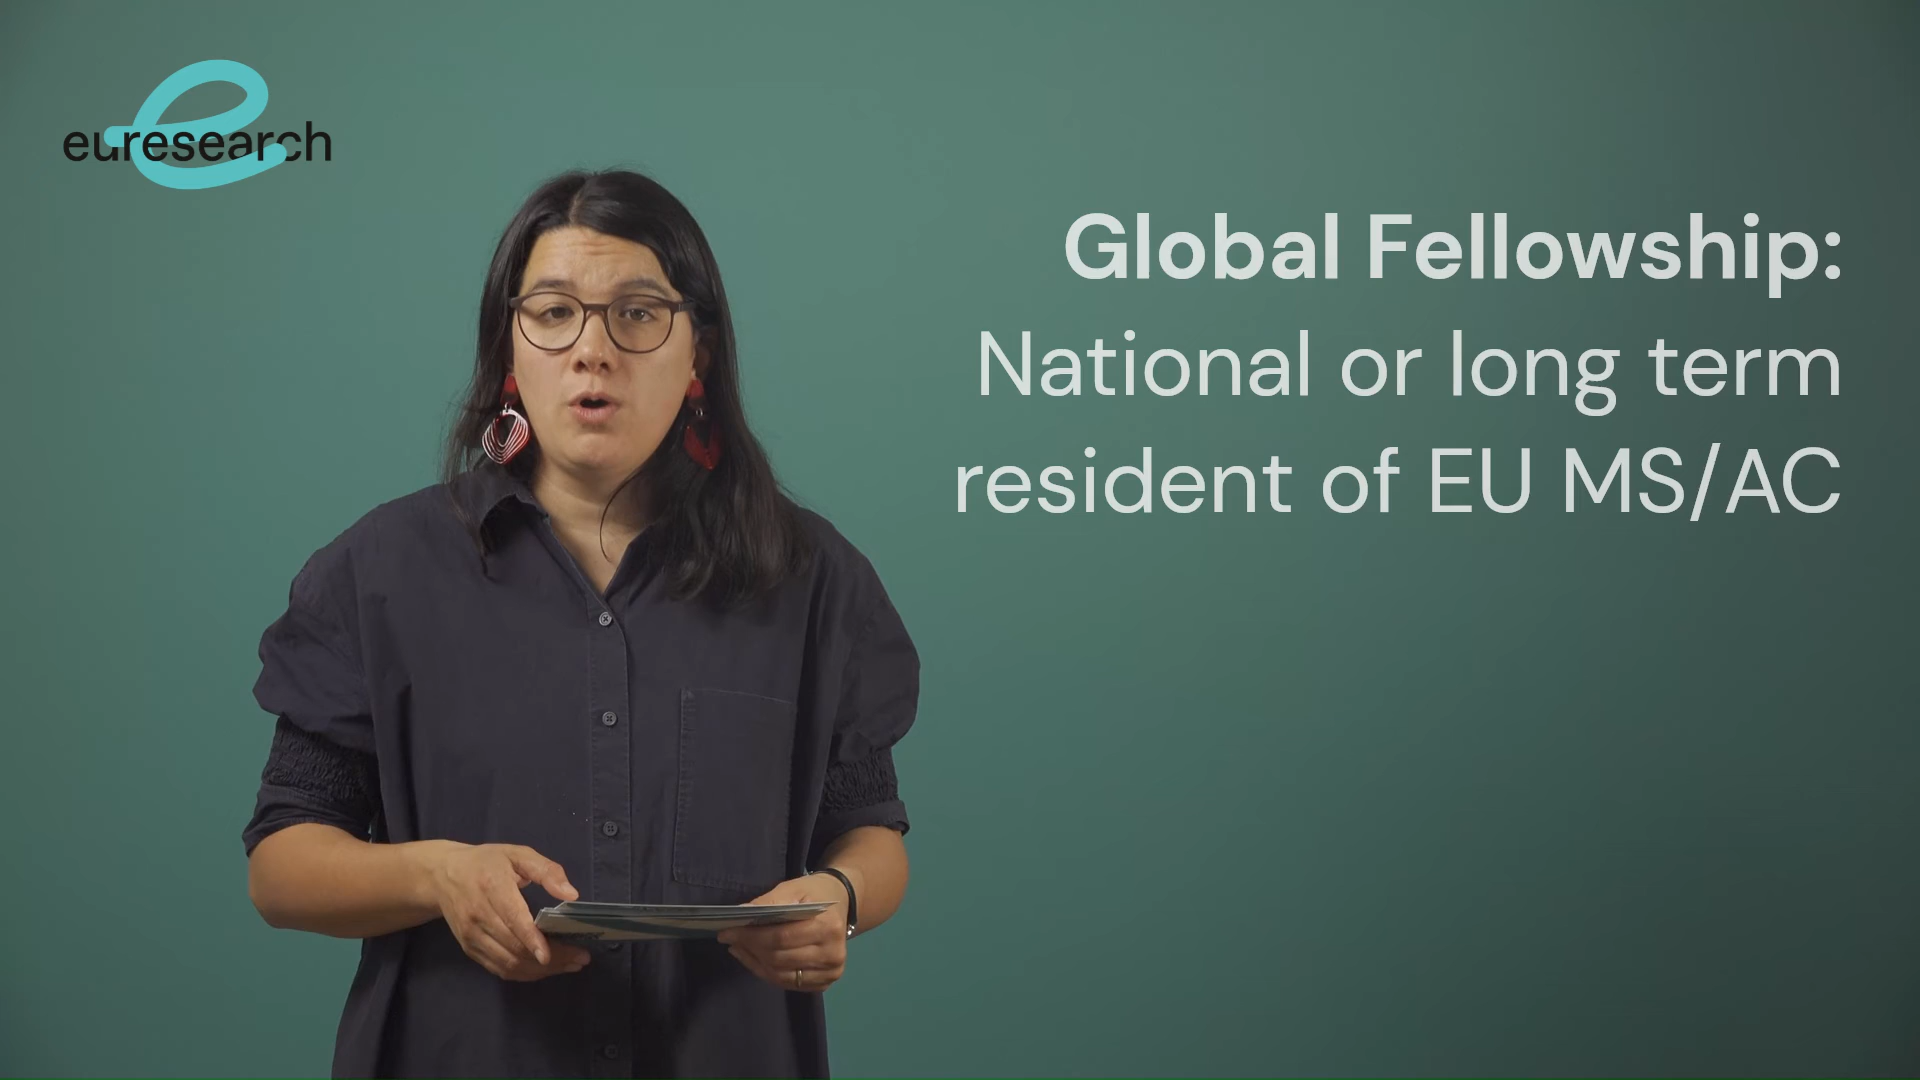 euresearch
Global Fellowship:
National or long term
resident of EU MS/AC